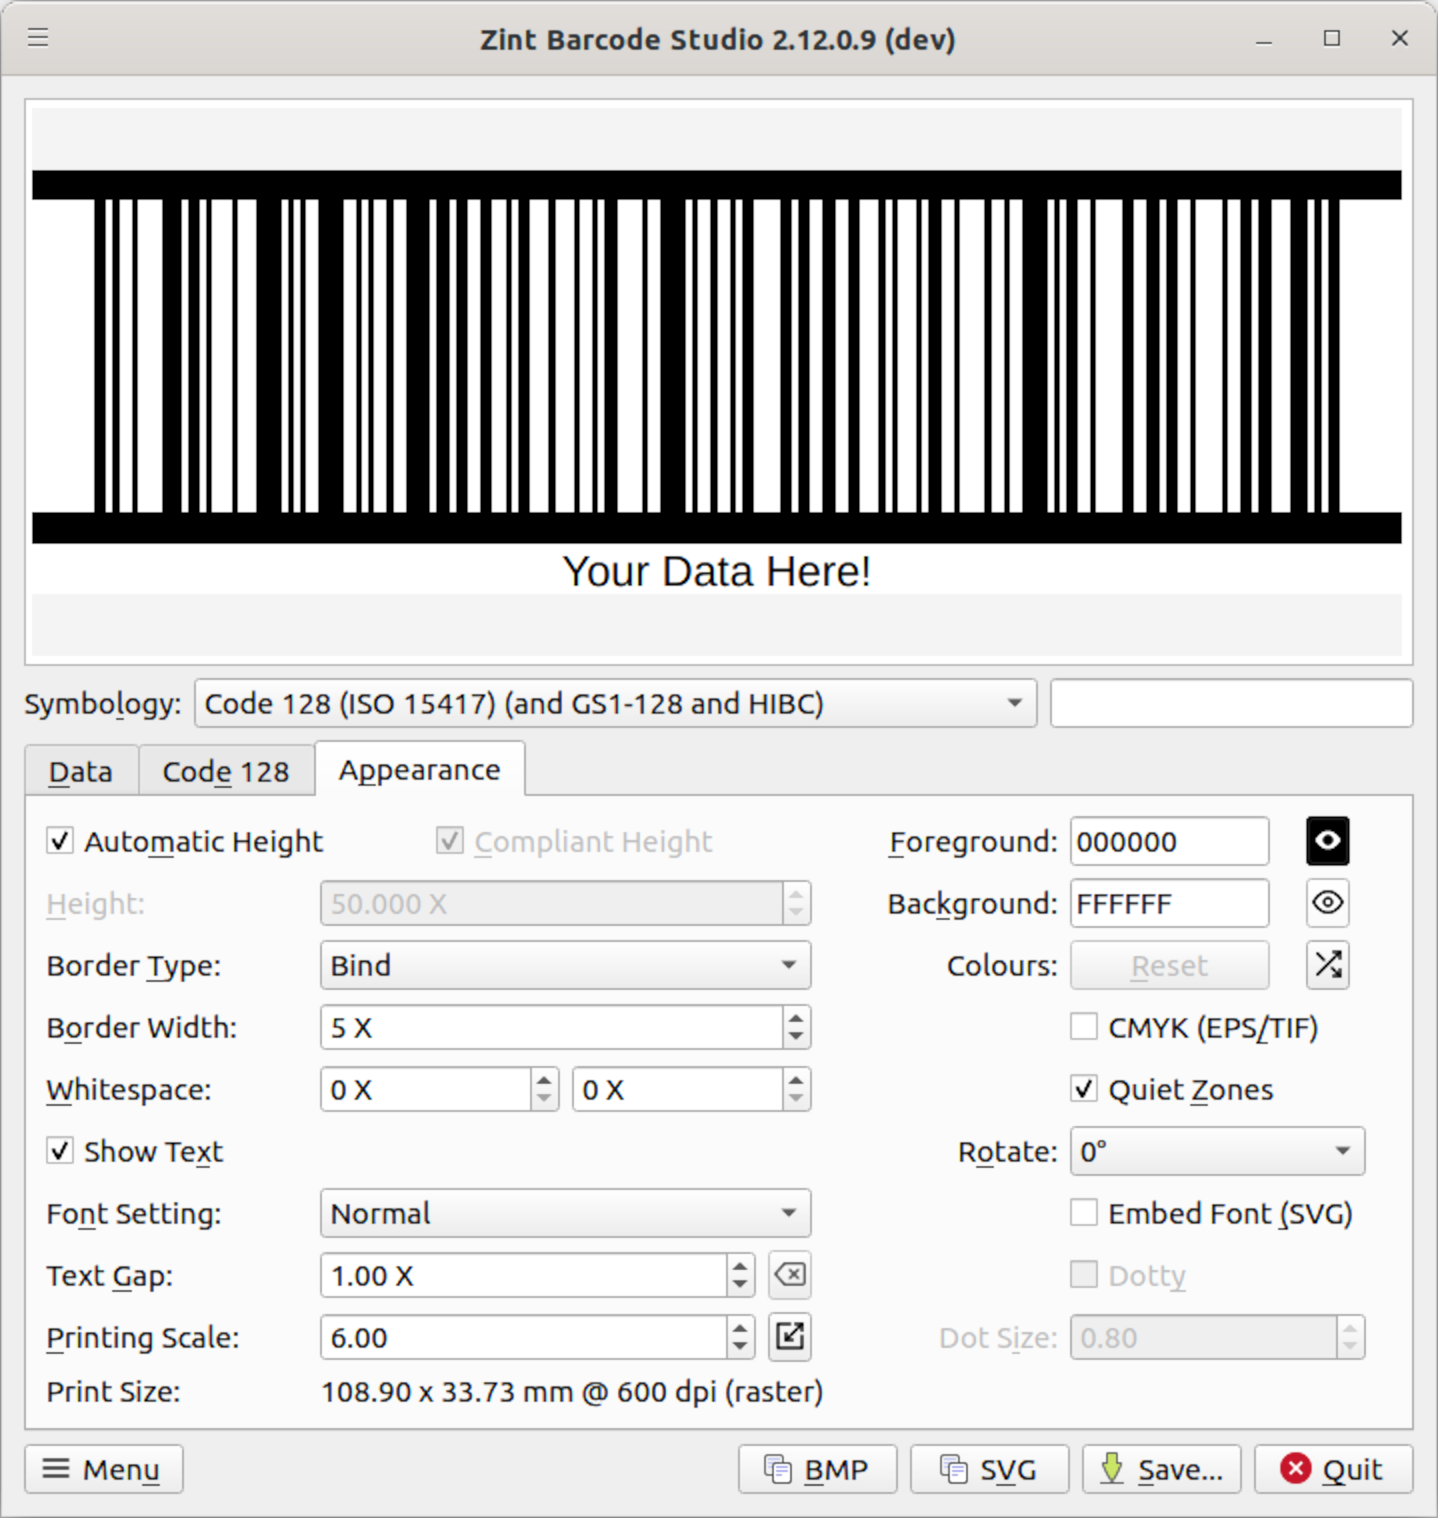 Zint Barcode Studio 2.12.0.9 (dev)
Your Data Here!
Symbology: Code 128 (ISO 15417) (and GS1-128 and HIBC)
Data Code 128 Appearance
Automatic Height Compliant Height Foreground: 000000
Height: 50.000 X Background: FFFFFF
Border Type: Bind Colours: Reset
Border Width: 5 X CMYK (EPS/TIF)
Whitespace: 0 X 0 X Quiet Zones
Show Text Rotate: 0°
Font Setting: Normal Embed Font (SVG)
Text Gap: 1.00 X Dotty
Printing Scale: 6.00 Dot Size: 0.80
Print Size: 108.90 x 33.73 mm @ 600 dpi (raster)
Menu BMP SVG Save... Quit